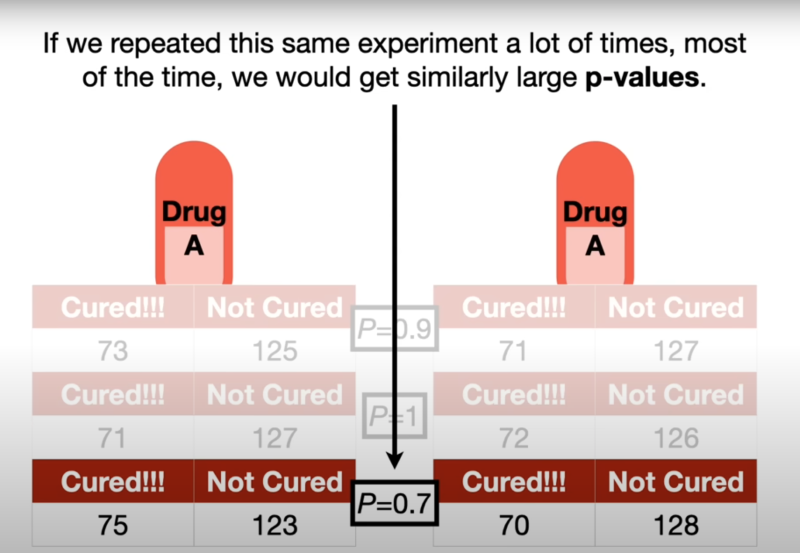 If we repeated this same experiment a lot of times, most
of the time, we would get similarly large p-values.
Drug
A
Drug
A
Cured!!! Not Cured Cured!!! Not Cured
P=0.9
73 125 71 127
Cured!!! Not Cured Cured!!! Not Cured
P=1
71 127 72 126
Cured!!! Not Cured Cured!!! Not Cured
P=0.7
75 123 70 128